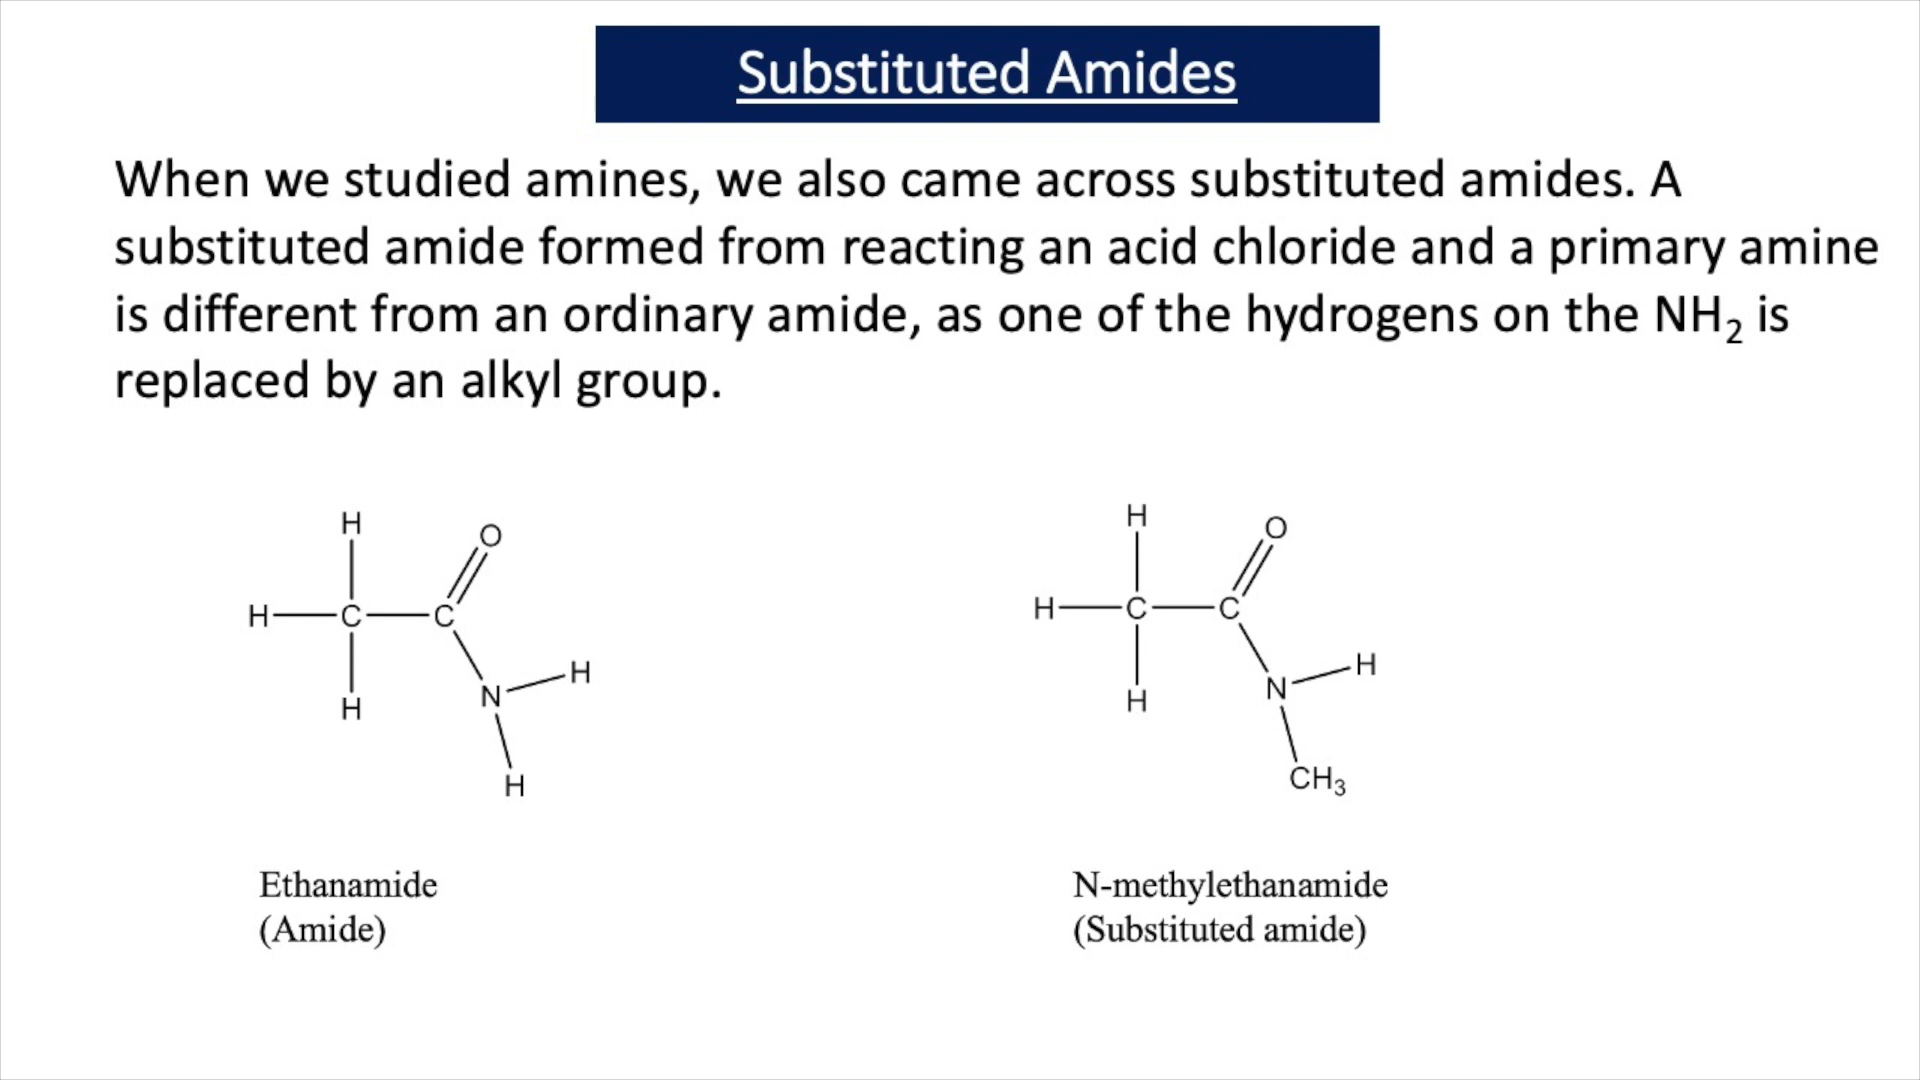 Substituted Amides
When we studied amines, we also came across substituted amides. A
substituted amide formed from reacting an acid chloride and a primary amine
is different from an ordinary amide, as one of the hydrogens on the NH₂ is
replaced by an alkyl group.
H
O
H C C
H
N
H
H
H
O
H C C
H
N
H
CH₃
Ethanamide
(Amide)
N-methylethanamide
(Substituted amide)